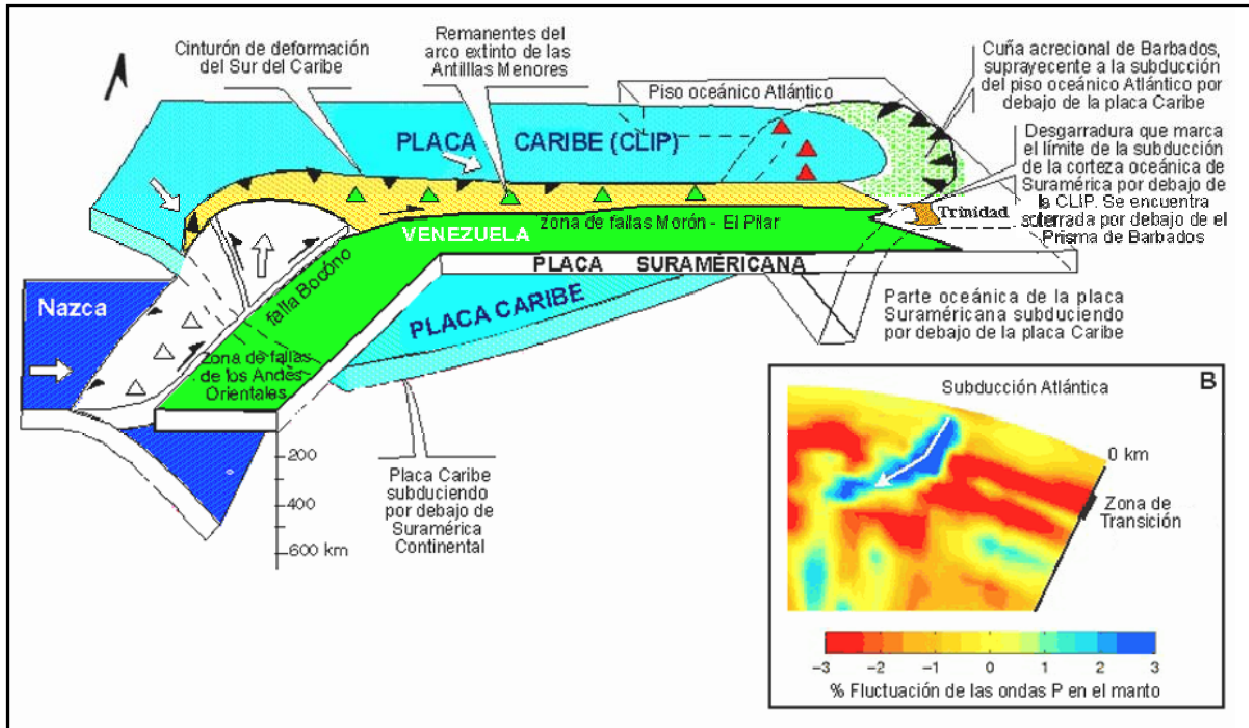 Cinturón de deformación
del Sur del Caribe
Remanentes del
arco extinto de las
Antilllas Menores
Piso oceánico Atlántico
Cuña acrecional de Barbados,
suprayecente a la subducción
del piso oceánico Atlántico por
debajo de la placa Caribe
Desgarradura que marca
el límite de la subducción
de la corteza oceánica de
Suramérica por debajo de
la CLIP. Se encuentra
soterrada por debajo de el
Prisma de Barbados
PLACA CARIBE (CLIP)
Trinidad
zona de fallas Morón - El Pilar
VENEZUELA
PLACA SURAMÉRICANA
Nazca
falla Bocóno
PLACA CARIBE
Zona de fallas
de los Andes
Orientales
Parte oceánica de la placa
Suraméricana subduciendo
por debajo de la placa Caribe
200
400
600 km
Placa Caribe
subduciendo
por debajo de
Suramérica
Continental
B
Subducción Atlántica
0 km
Zona de
Transición
−3 −2 −1 0 1 2 3
% Fluctuación de las ondas P en el manto